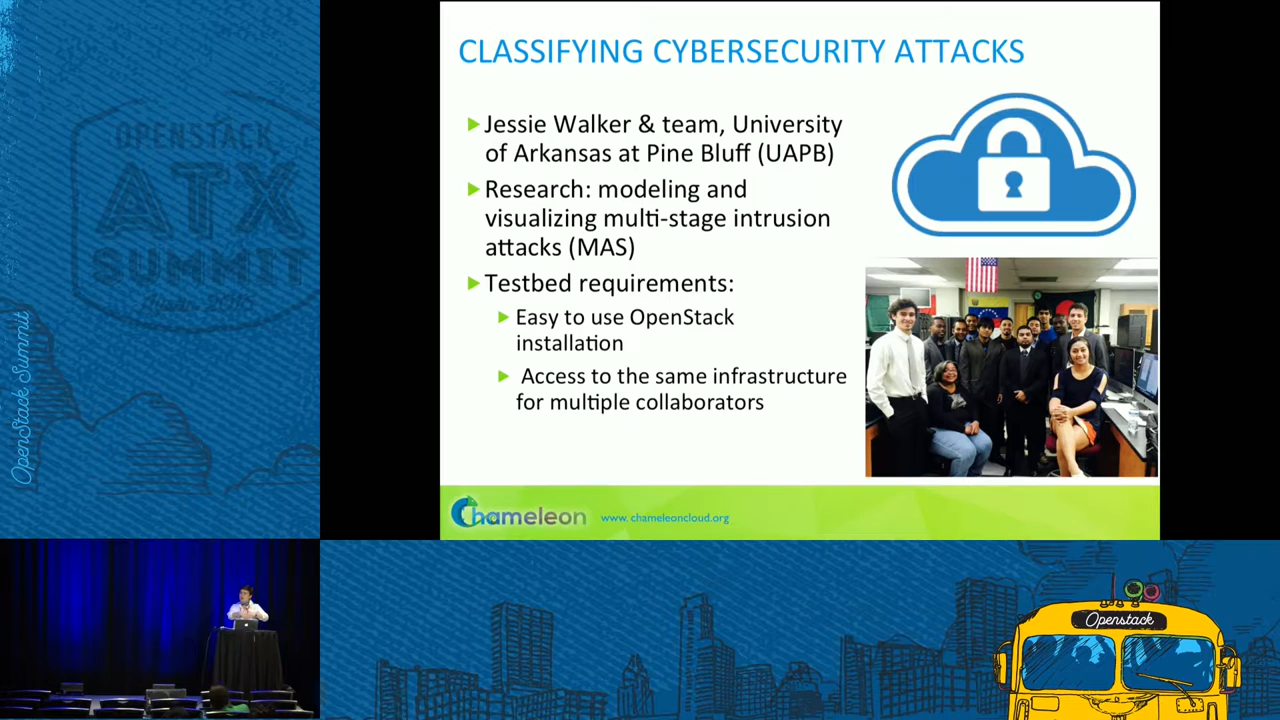 CLASSIFYING CYBERSECURITY ATTACKS
Jessie Walker & team, University
of Arkansas at Pine Bluff (UAPB)
Research: modeling and
visualizing multi-stage intrusion
attacks (MAS)
Testbed requirements:
Easy to use OpenStack
installation
Access to the same infrastructure
for multiple collaborators
Chameleon
www.chameleoncloud.org
OPENSTACK
ATX
SUMMIT
OpenStack Summit
Openstack